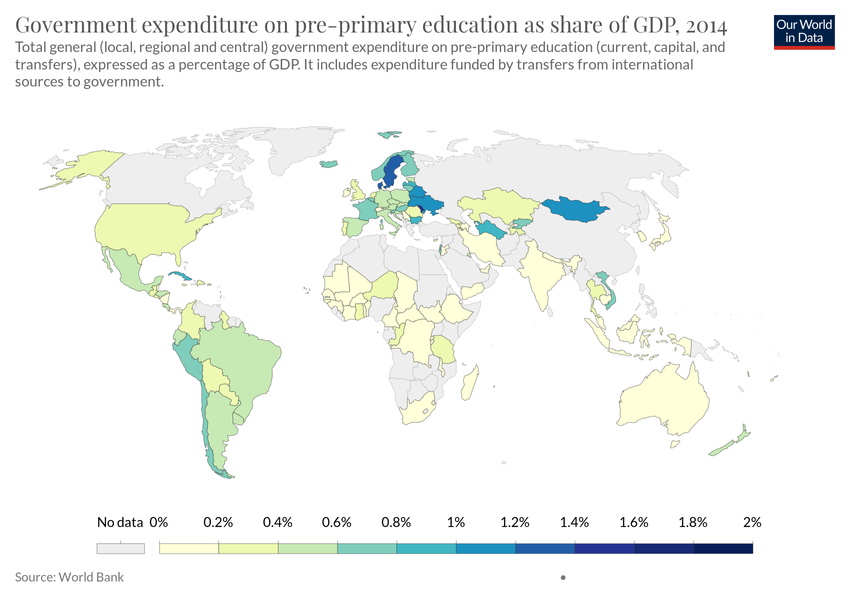 Government expenditure on pre-primary education as share of GDP, 2014
Our World
in Data
Total general (local, regional and central) government expenditure on pre-primary education (current, capital, and
transfers), expressed as a percentage of GDP. It includes expenditure funded by transfers from international
sources to government.
No data 0% 0.2% 0.4% 0.6% 0.8% 1% 1.2% 1.4% 1.6% 1.8% 2%
Source: World Bank